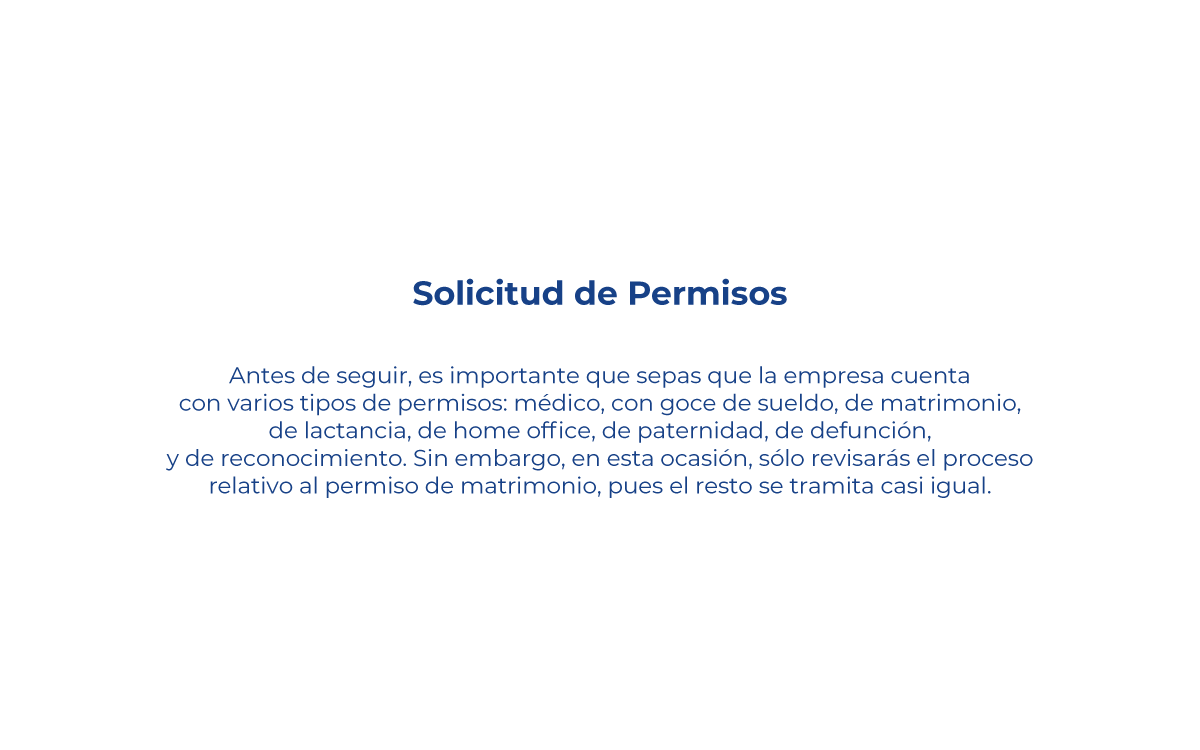 Solicitud de Permisos
Antes de seguir, es importante que sepas que la empresa cuenta
con varios tipos de permisos: médico, con goce de sueldo, de matrimonio,
de lactancia, de home office, de paternidad, de defunción,
y de reconocimiento. Sin embargo, en esta ocasión, sólo revisarás el proceso
relativo al permiso de matrimonio, pues el resto se tramita casi igual.